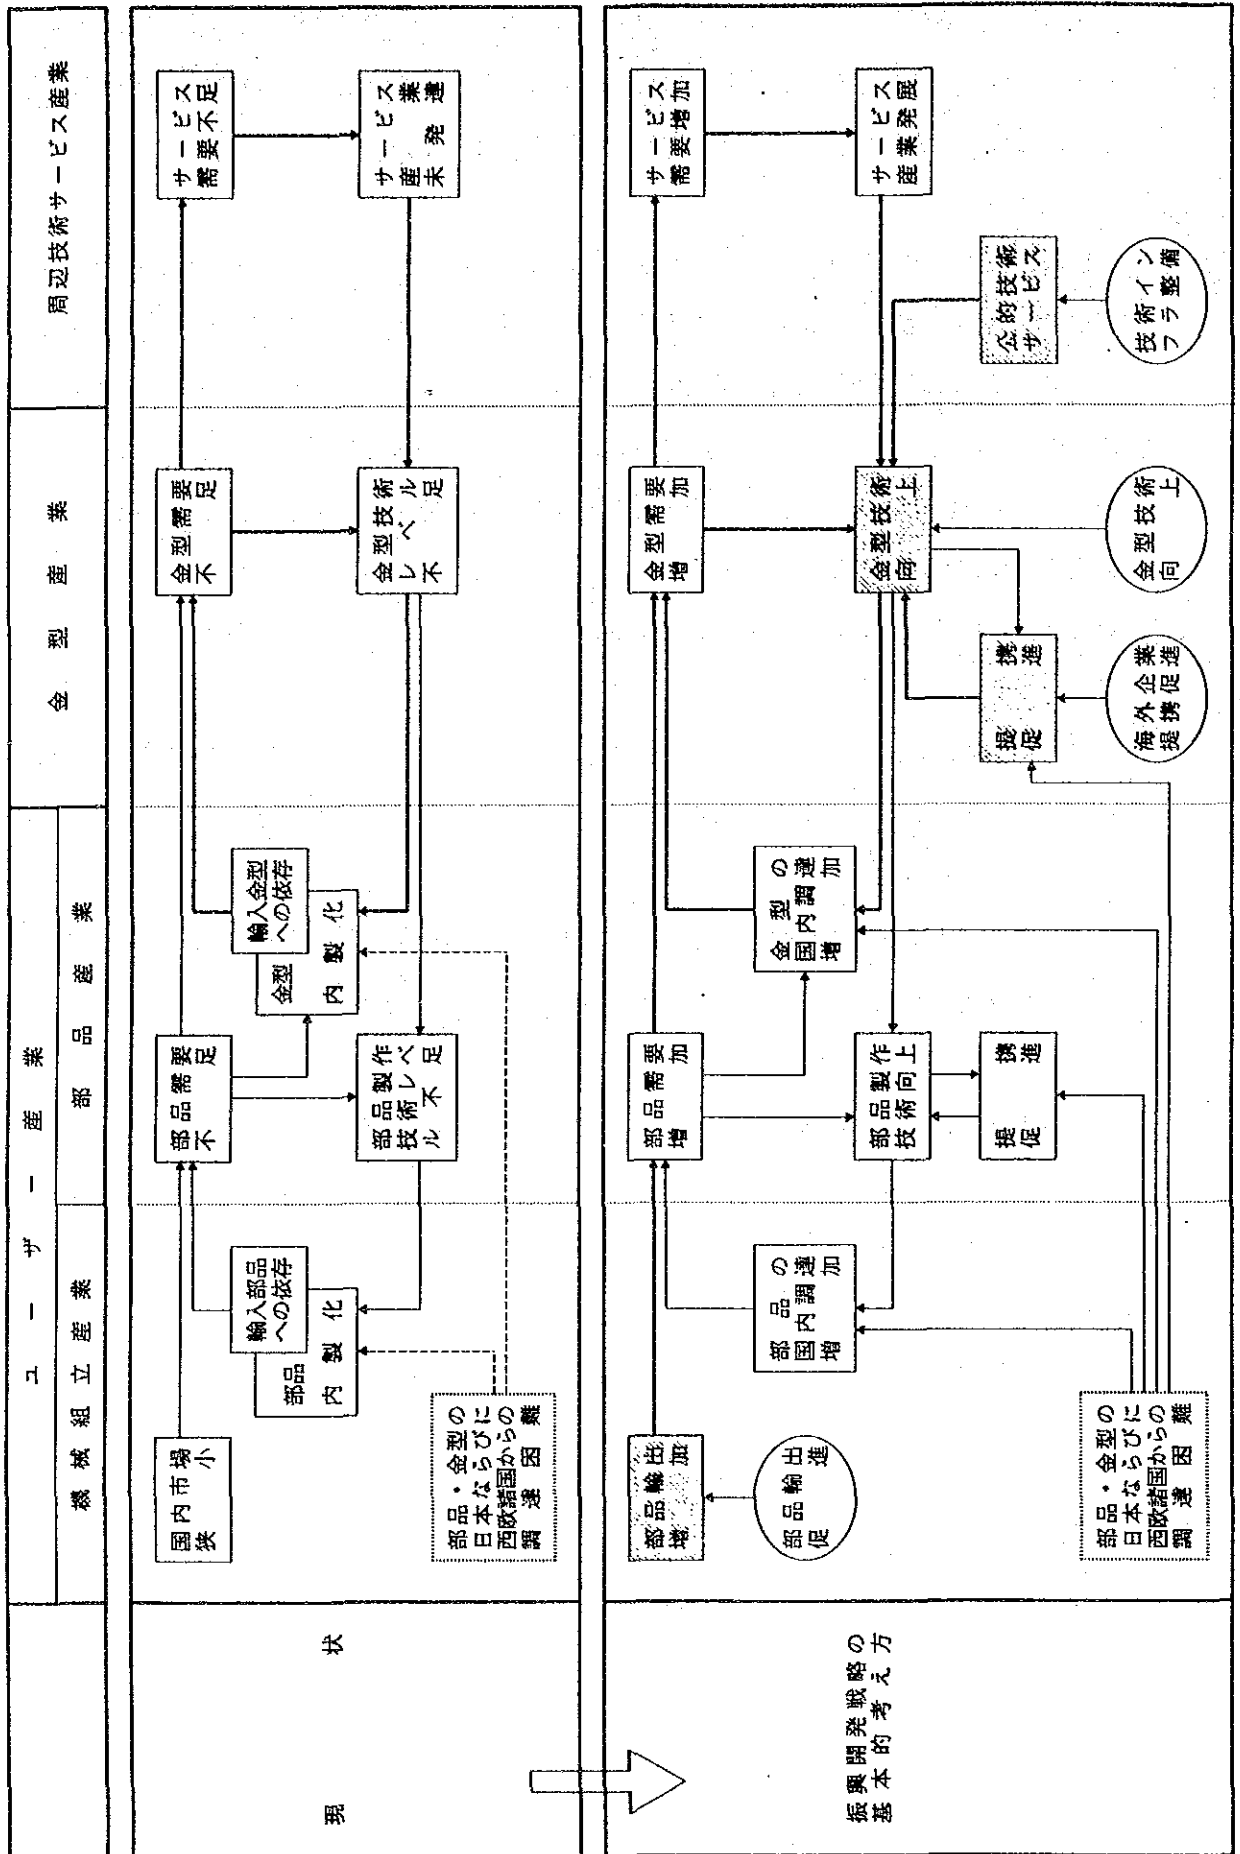 ユーザー産業
金型産業
周辺技術サービス産業
機械組立産業
部品産業
現状
国内市場
狭小
部品需要
不足
金型需要
不足
サービス
需要不足
輸入部品
への依存
部品
内製化
輸入金型
への依存
金型
内製化
部品製作
技術レベ
ル不足
金型技術
レベル
不足
サービス
産業
未発達
部品・金型の
日本ならびに
西欧諸国からの
調達困難
振興開発戦略の
基本的考え方
部品輸出
増加
部品需要
増加
金型需要
増加
サービス
需要増加
部品輸出
促進
部品の
国内調達
増加
金型の
国内調達
増加
部品製作
技術向上
金型技術
向上
サービス
産業発展
提携
促進
提携
促進
公的技術
サービス
部品・金型の
日本ならびに
西欧諸国からの
調達困難
海外企業
提携促進
金型技術
向上
技術イン
フラ整備